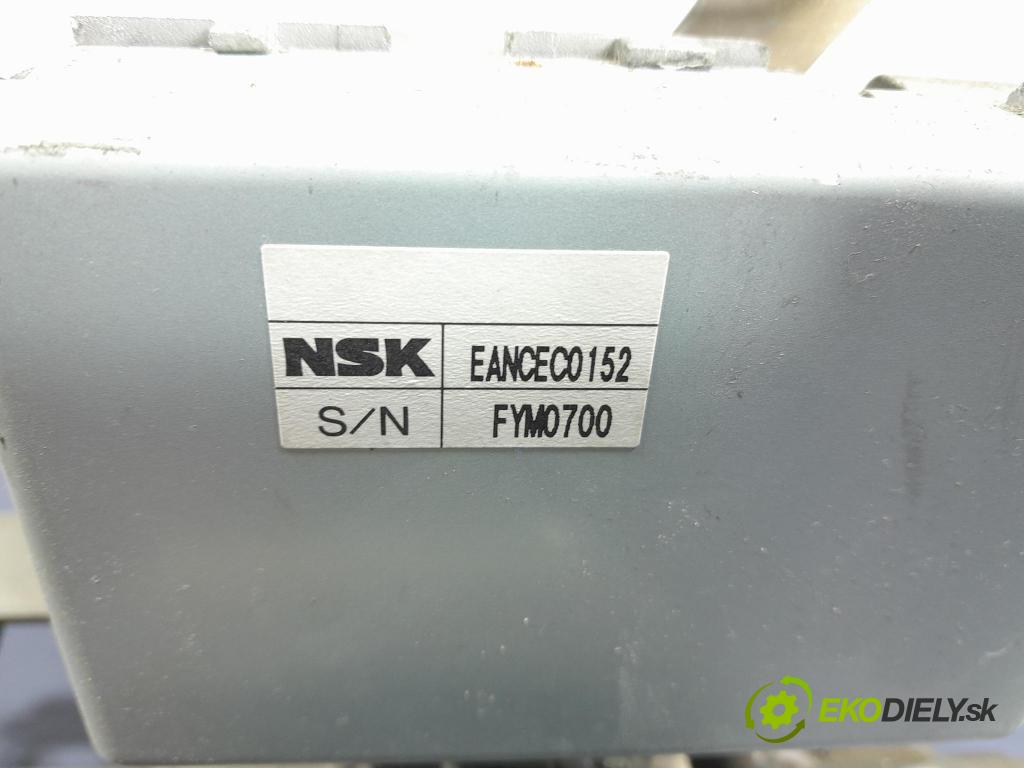 NSK EANCEC0152
S/N FYM0700
EKODIELY.sk